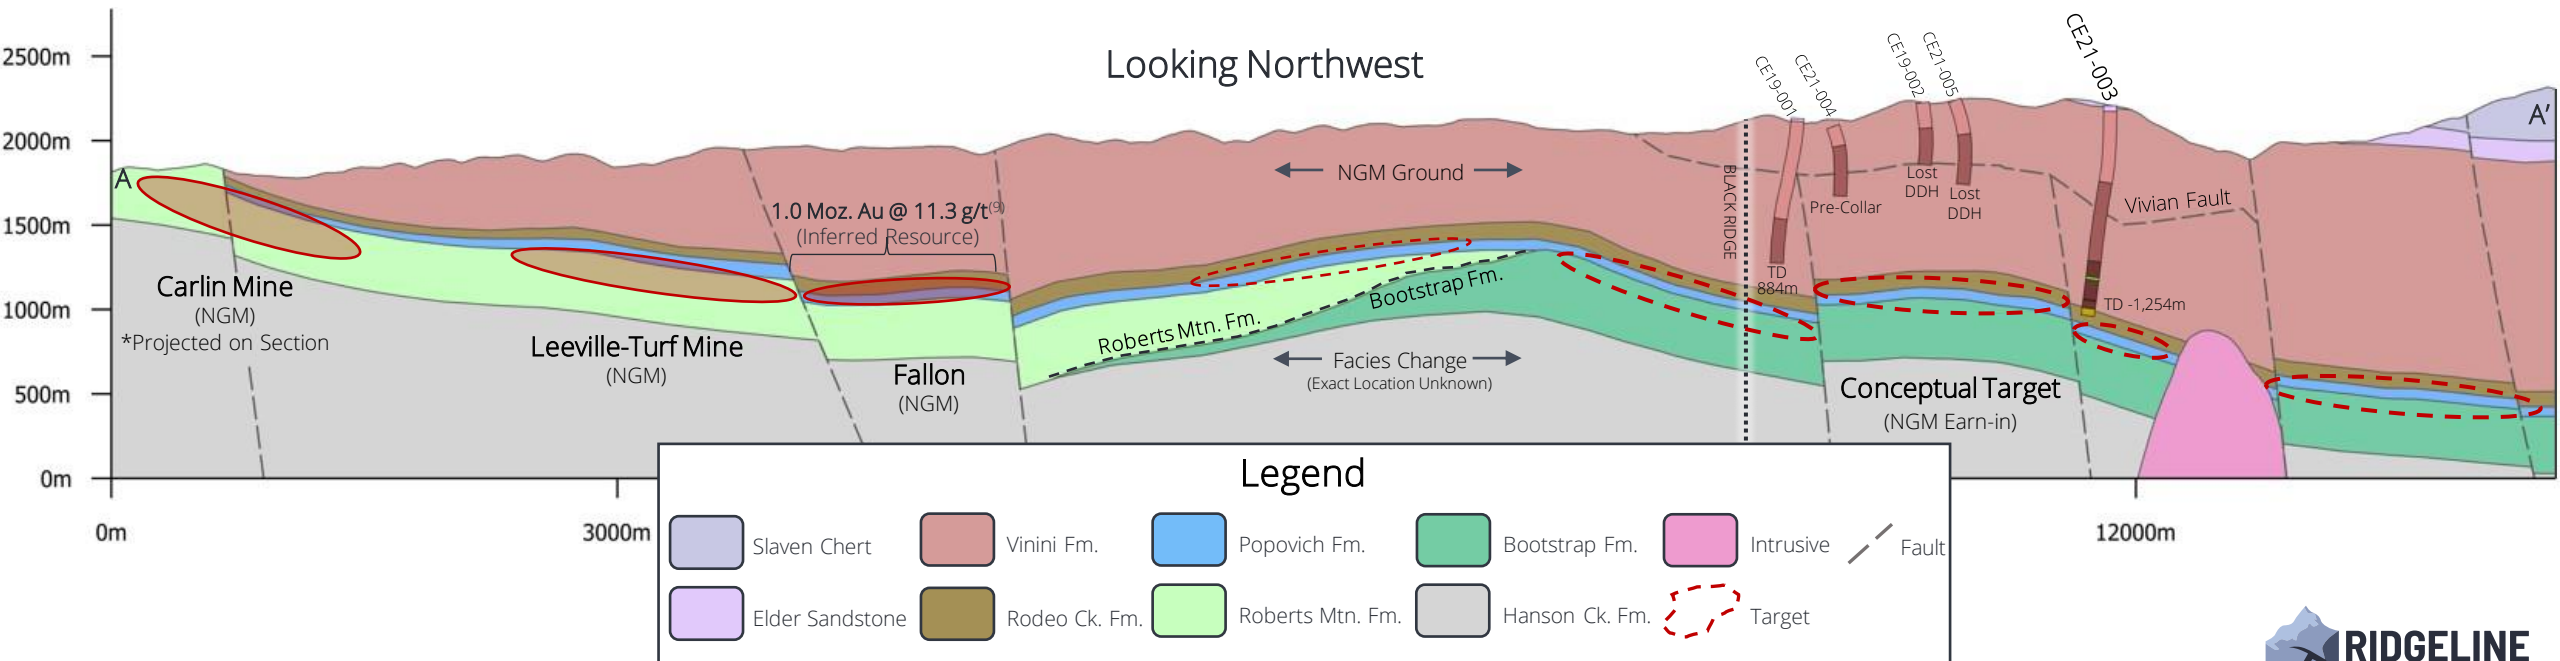 Looking Northwest
2500m
2000m
1500m
1000m
500m
0m
A
A’
CE19-001
CE21-004
CE19-002
CE21-005
CE21-003
NGM Ground
BLACK RIDGE
Lost
DDH
Lost
DDH
Pre-Collar
Vivian Fault
1.0 Moz. Au @ 11.3 g/t(9)
(Inferred Resource)
TD
884m
TD -1,254m
Carlin Mine
(NGM)
*Projected on Section
Leeville-Turf Mine
(NGM)
Fallon
(NGM)
Roberts Mtn. Fm.
Bootstrap Fm.
Facies Change
(Exact Location Unknown)
Conceptual Target
(NGM Earn-in)
0m
3000m
12000m
Legend
Slaven Chert
Vinini Fm.
Popovich Fm.
Bootstrap Fm.
Intrusive
Fault
Elder Sandstone
Rodeo Ck. Fm.
Roberts Mtn. Fm.
Hanson Ck. Fm.
Target
RIDGELINE